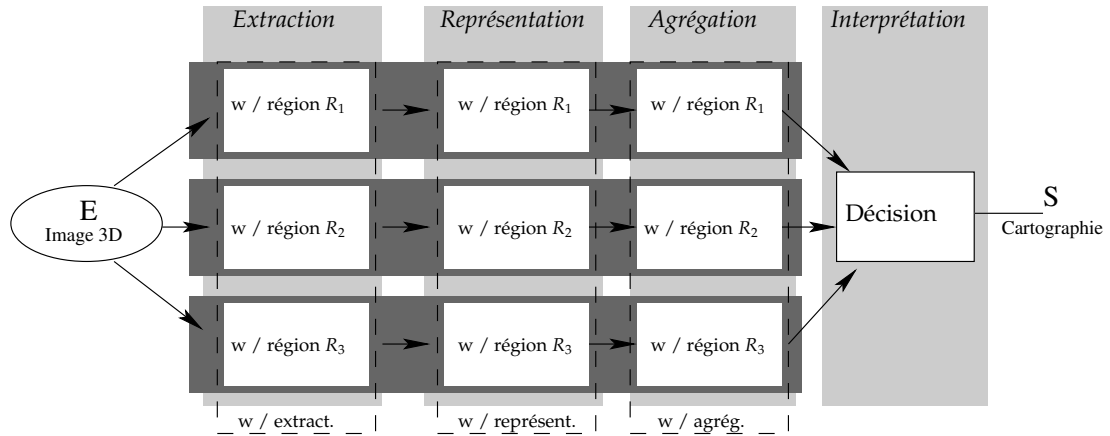 Extraction Représentation Agrégation Interprétation
w / région R1 w / région R1 w / région R1
E
Image 3D
w / région R2 w / région R2 w / région R2
Décision
S
Cartographie
w / région R3 w / région R3 w / région R3
w / extract. w / représent. w / agrég.